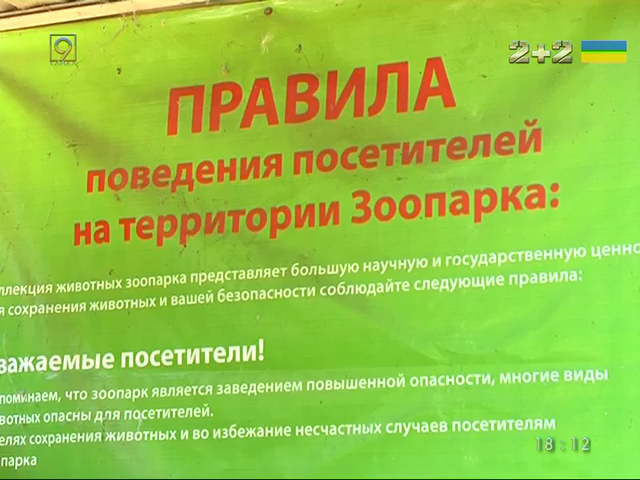 9
2+2
ПРАВИЛА
поведения посетителей
на территории Зоопарка:
ллекция животных зоопарка представляет большую научную и государственную ценно
я сохранения животных и вашей безопасности соблюдайте следующие правила:
важаемые посетители!
поминаем, что зоопарк является заведением повышенной опасности, многие виды
вотных опасны для посетителей.
елях сохранения животных и во избежание несчастных случаев посетителям
парка
18:12